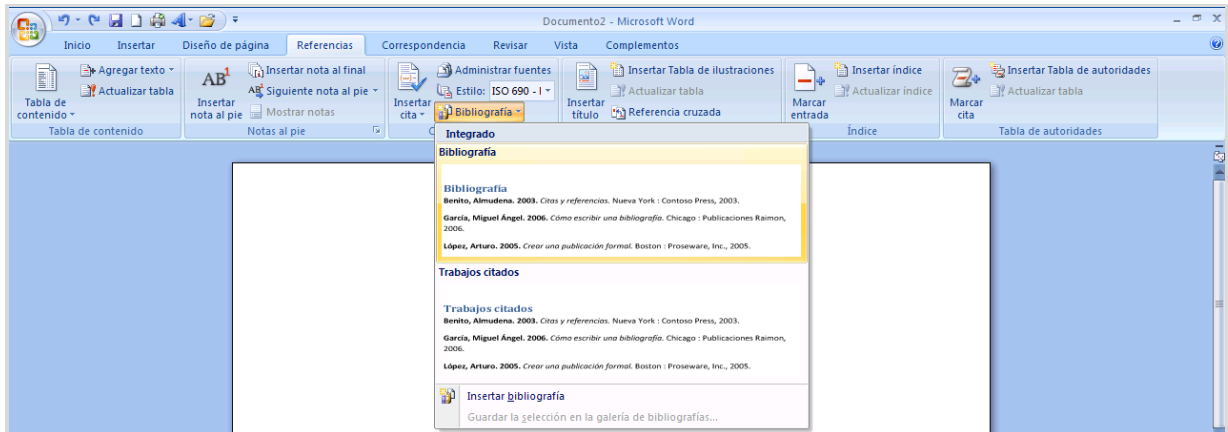 Documento2 - Microsoft Word
Inicio Insertar Diseño de página Referencias Correspondencia Revisar Vista Complementos
Tabla de contenido
Agregar texto
Actualizar tabla
Tabla de contenido
AB1
Insertar nota al pie
Insertar nota al final
Siguiente nota al pie
Mostrar notas
Notas al pie
Insertar cita
Administrar fuentes
Estilo: ISO 690 - I
Bibliografía
C
Insertar título
Insertar Tabla de ilustraciones
Actualizar tabla
Referencia cruzada
Marcar entrada
Insertar índice
Actualizar índice
Índice
Marcar cita
Insertar Tabla de autoridades
Actualizar tabla
Tabla de autoridades
Integrado
Bibliografía
Bibliografía
Benito, Almudena. 2003. Citas y referencias. Nueva York : Contoso Press, 2003.
García, Miguel Ángel. 2006. Cómo escribir una bibliografía. Chicago : Publicaciones Raimon,
2006.
López, Arturo. 2005. Crear una publicación formal. Boston : Proseware, Inc., 2005.
Trabajos citados
Trabajos citados
Benito, Almudena. 2003. Citas y referencias. Nueva York : Contoso Press, 2003.
García, Miguel Ángel. 2006. Cómo escribir una bibliografía. Chicago : Publicaciones Raimon,
2006.
López, Arturo. 2005. Crear una publicación formal. Boston : Proseware, Inc., 2005.
Insertar bibliografía
Guardar la selección en la galería de bibliografías...